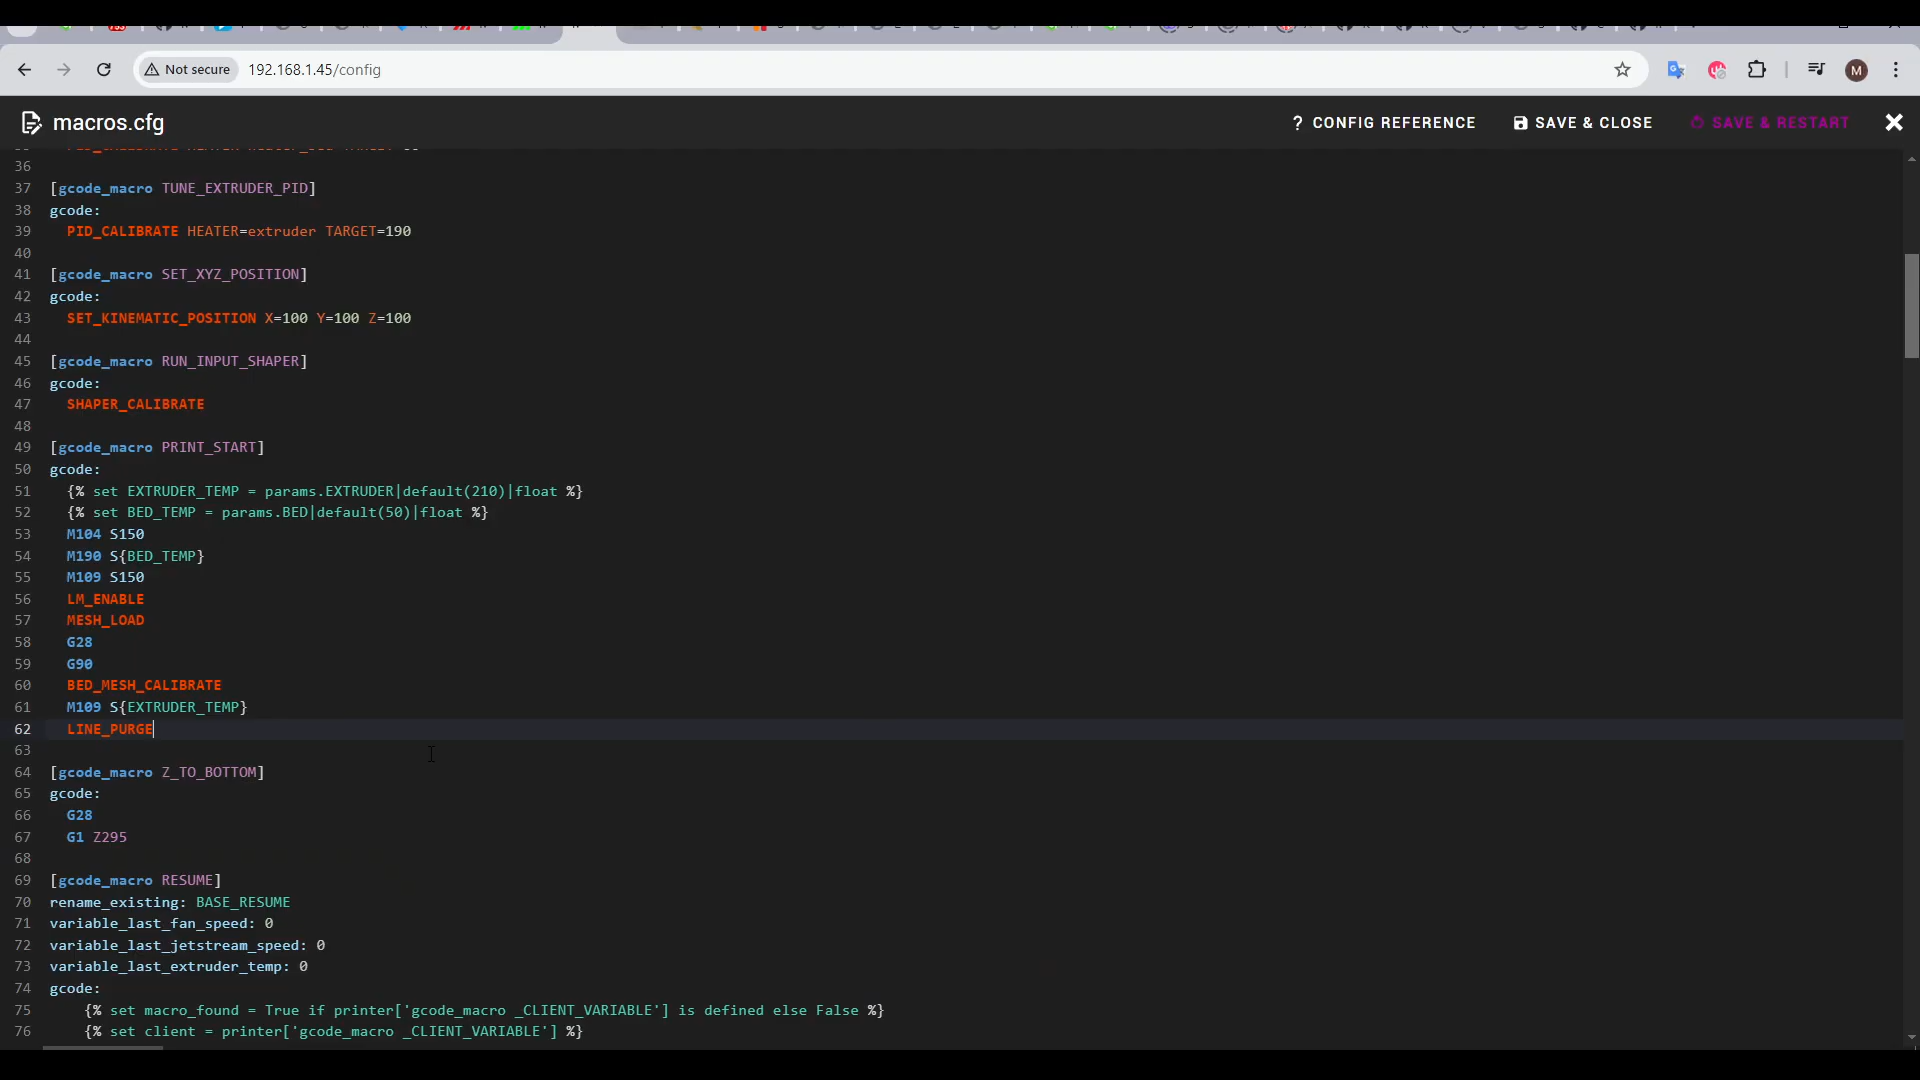 Not secure 192.168.1.45/config
M
macros.cfg
? CONFIG REFERENCE
SAVE & CLOSE
SAVE & RESTART
36
37 [gcode_macro TUNE_EXTRUDER_PID]
38 gcode:
39 PID_CALIBRATE HEATER=extruder TARGET=190
40
41 [gcode_macro SET_XYZ_POSITION]
42 gcode:
43 SET_KINEMATIC_POSITION X=100 Y=100 Z=100
44
45 [gcode_macro RUN_INPUT_SHAPER]
46 gcode:
47 SHAPER_CALIBRATE
48
49 [gcode_macro PRINT_START]
50 gcode:
51 {% set EXTRUDER_TEMP = params.EXTRUDER|default(210)|float %}
52 {% set BED_TEMP = params.BED|default(50)|float %}
53 M104 S150
54 M190 S{BED_TEMP}
55 M109 S150
56 LM_ENABLE
57 MESH_LOAD
58 G28
59 G90
60 BED_MESH_CALIBRATE
61 M109 S{EXTRUDER_TEMP}
62 LINE_PURGE
63
64 [gcode_macro Z_TO_BOTTOM]
65 gcode:
66 G28
67 G1 Z295
68
69 [gcode_macro RESUME]
70 rename_existing: BASE_RESUME
71 variable_last_fan_speed: 0
72 variable_last_jetstream_speed: 0
73 variable_last_extruder_temp: 0
74 gcode:
75 {% set macro_found = True if printer['gcode_macro _CLIENT_VARIABLE'] is defined else False %}
76 {% set client = printer['gcode_macro _CLIENT_VARIABLE'] %}